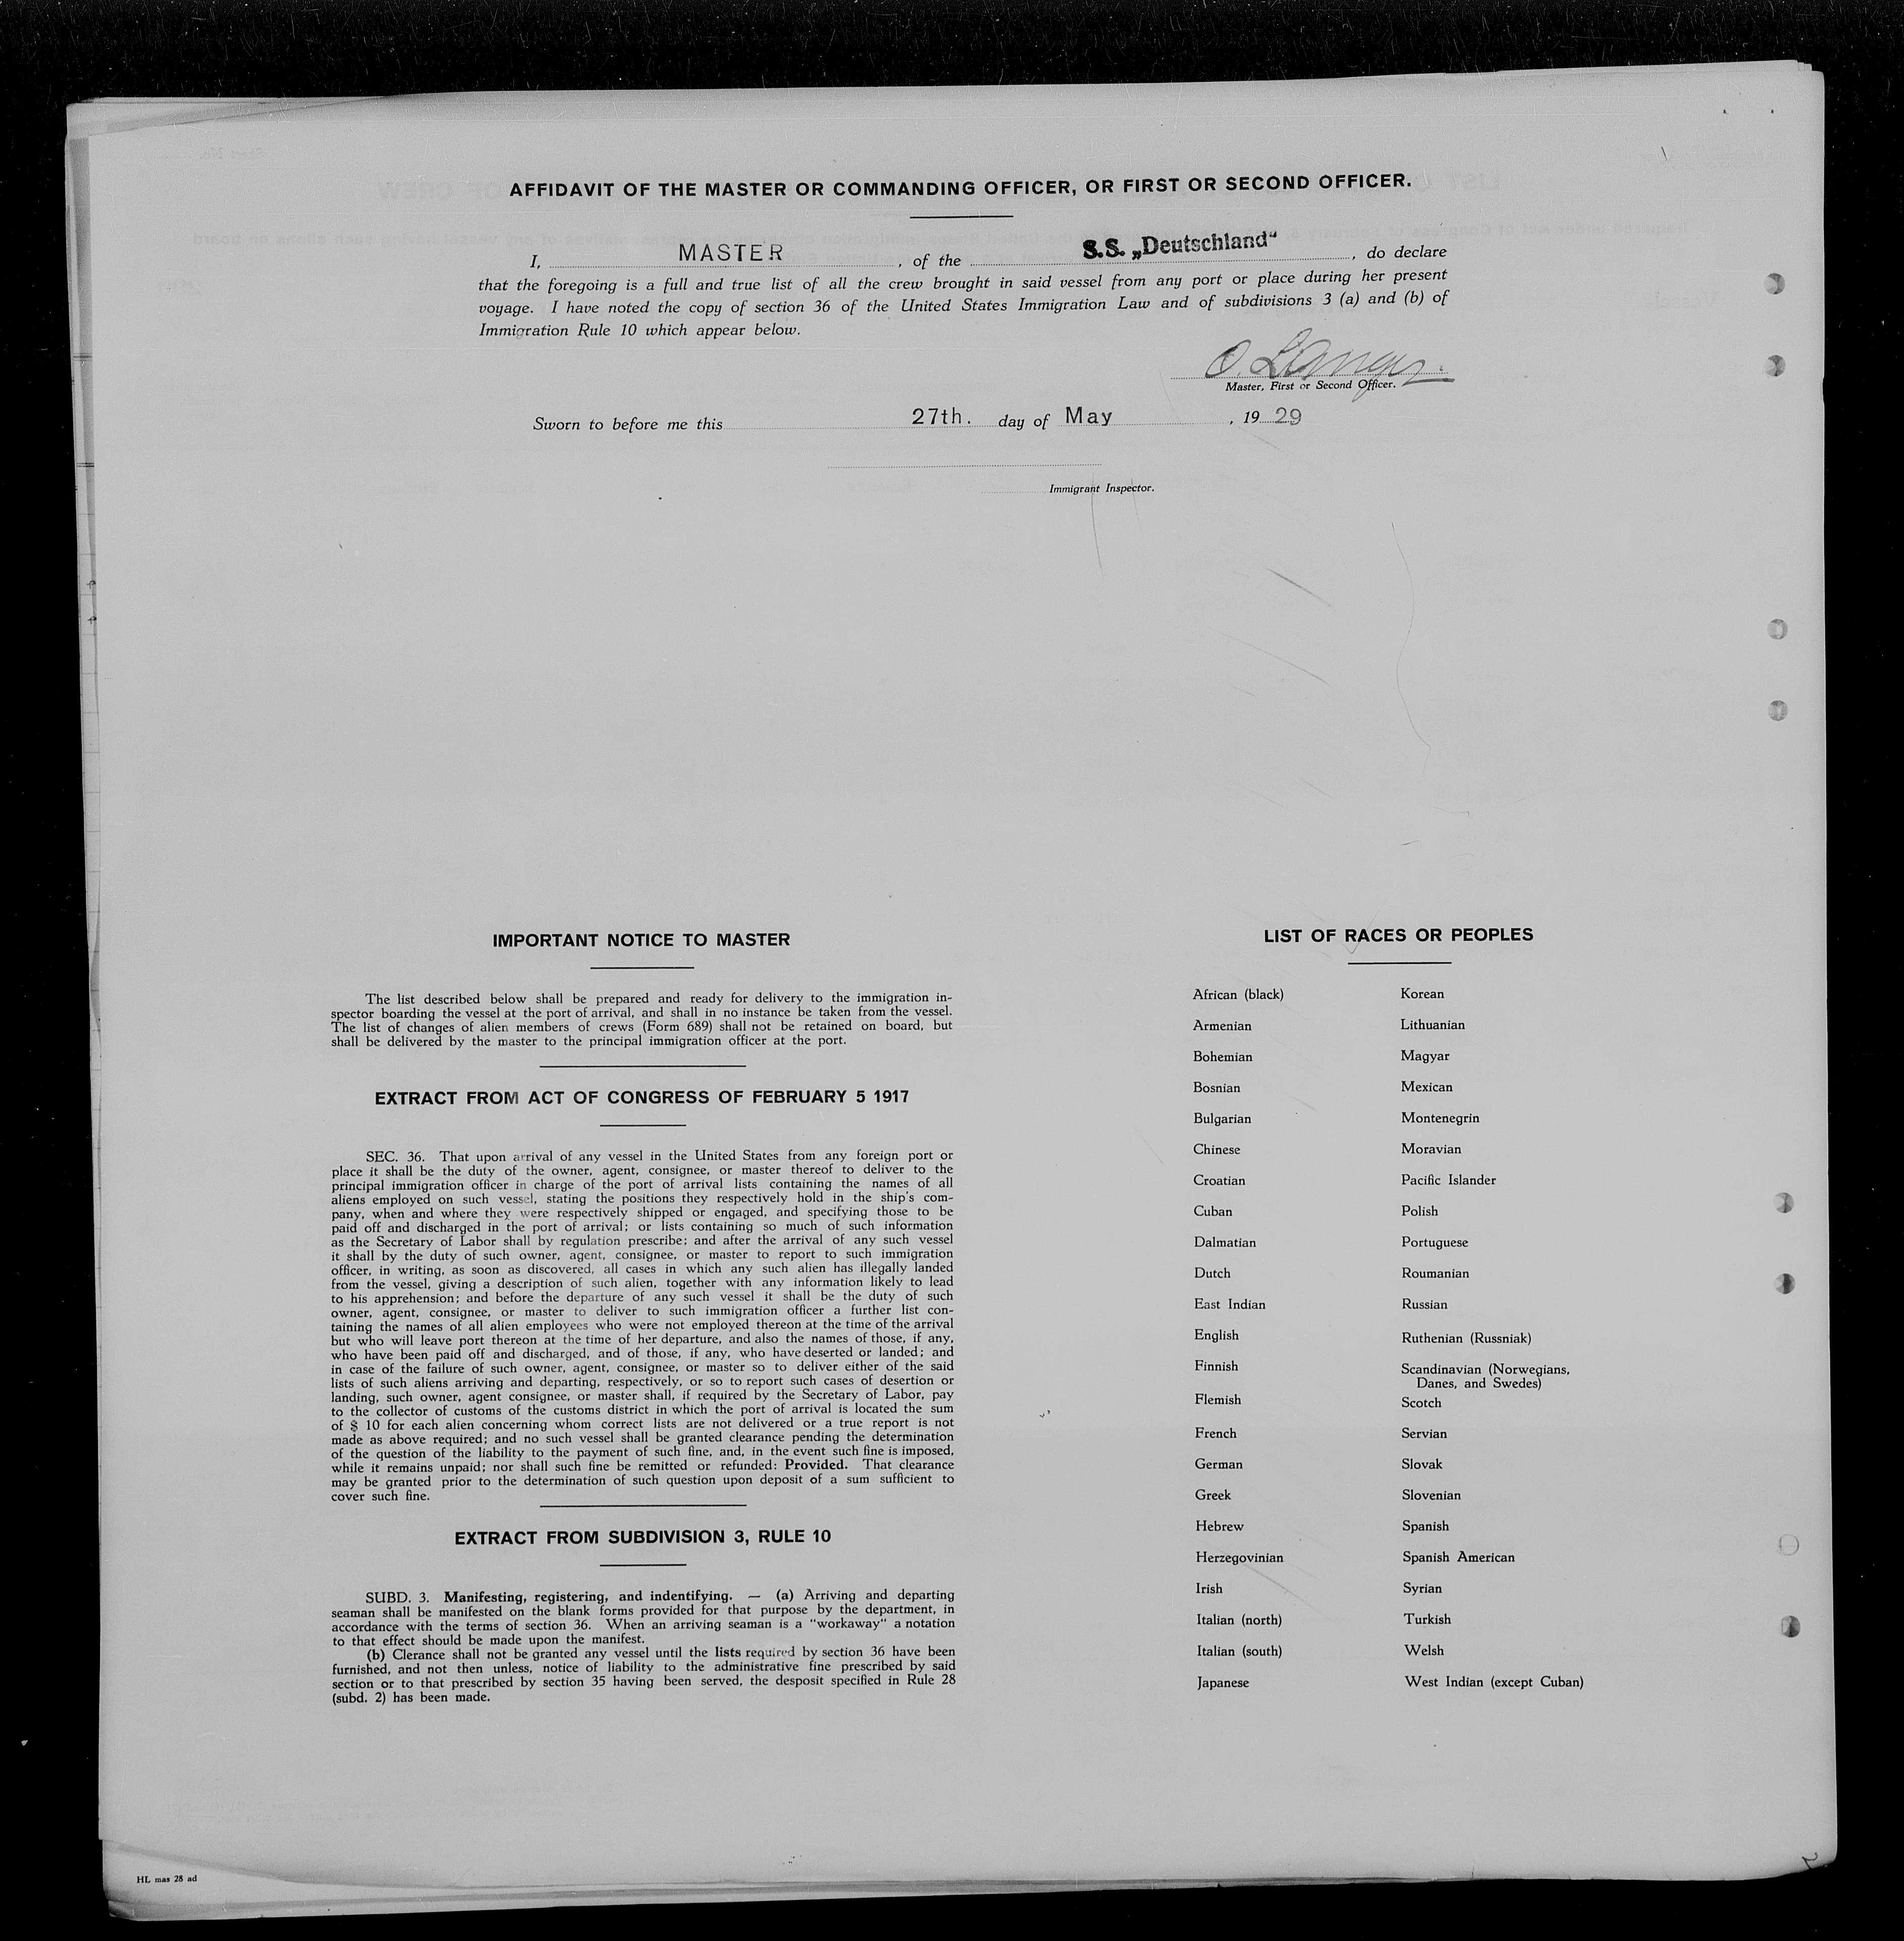 AFFIDAVIT OF THE MASTER OR COMMANDING OFFICER, OR FIRST OR SECOND OFFICER.
I, MASTER, of the S.S. „Deutschland“, do declare
that the foregoing is a full and true list of all the crew brought in said vessel from any port or place during her present
voyage. I have noted the copy of section 36 of the United States Immigration Law and of subdivisions 3 (a) and (b) of
Immigration Rule 10 which appear below.
Master, First or Second Officer.
Sworn to before me this 27th. day of May, 1929
Immigrant Inspector.
IMPORTANT NOTICE TO MASTER
The list described below shall be prepared and ready for delivery to the immigration in-
spector boarding the vessel at the port of arrival, and shall in no instance be taken from the vessel.
The list of changes of alien members of crews (Form 689) shall not be retained on board, but
shall be delivered by the master to the principal immigration officer at the port.
EXTRACT FROM ACT OF CONGRESS OF FEBRUARY 5 1917
SEC. 36. That upon arrival of any vessel in the United States from any foreign port or
place it shall be the duty of the owner, agent, consignee, or master thereof to deliver to the
principal immigration officer in charge of the port of arrival lists containing the names of all
aliens employed on such vessel, stating the positions they respectively hold in the ship's com-
pany, when and where they were respectively shipped or engaged, and specifying those to be
paid off and discharged in the port of arrival; or lists containing so much of such information
as the Secretary of Labor shall by regulation prescribe; and after the arrival of any such vessel
it shall by the duty of such owner, agent, consignee, or master to report to such immigration
officer, in writing, as soon as discovered, all cases in which any such alien has illegally landed
from the vessel, giving a description of such alien, together with any information likely to lead
to his apprehension; and before the departure of any such vessel it shall be the duty of such
owner, agent, consignee, or master to deliver to such immigration officer a further list con-
taining the names of all alien employees who were not employed thereon at the time of the arrival
but who will leave port thereon at the time of her departure, and also the names of those, if any,
who have been paid off and discharged, and of those, if any, who have deserted or landed; and
in case of the failure of such owner, agent, consignee, or master so to deliver either of the said
lists of such aliens arriving and departing, respectively, or so to report such cases of desertion or
landing, such owner, agent consignee, or master shall, if required by the Secretary of Labor, pay
to the collector of customs of the customs district in which the port of arrival is located the sum
of $ 10 for each alien concerning whom correct lists are not delivered or a true report is not
made as above required; and no such vessel shall be granted clearance pending the determination
of the question of the liability to the payment of such fine, and, in the event such fine is imposed,
while it remains unpaid; nor shall such fine be remitted or refunded: Provided. That clearance
may be granted prior to the determination of such question upon deposit of a sum sufficient to
cover such fine.
EXTRACT FROM SUBDIVISION 3, RULE 10
SUBD. 3. Manifesting, registering, and indentifying. — (a) Arriving and departing
seaman shall be manifested on the blank forms provided for that purpose by the department, in
accordance with the terms of section 36. When an arriving seaman is a "workaway" a notation
to that effect should be made upon the manifest.
(b) Clerance shall not be granted any vessel until the lists required by section 36 have been
furnished, and not then unless, notice of liability to the administrative fine prescribed by said
section or to that prescribed by section 35 having been served, the desposit specified in Rule 28
(subd. 2) has been made.
LIST OF RACES OR PEOPLES
African (black)
Armenian
Bohemian
Bosnian
Bulgarian
Chinese
Croatian
Cuban
Dalmatian
Dutch
East Indian
English
Finnish
Flemish
French
German
Greek
Hebrew
Herzegovinian
Irish
Italian (north)
Italian (south)
Japanese
Korean
Lithuanian
Magyar
Mexican
Montenegrin
Moravian
Pacific Islander
Polish
Portuguese
Roumanian
Russian
Ruthenian (Russniak)
Scandinavian (Norwegians,
Danes, and Swedes)
Scotch
Servian
Slovak
Slovenian
Spanish
Spanish American
Syrian
Turkish
Welsh
West Indian (except Cuban)
HL mas 28 ad